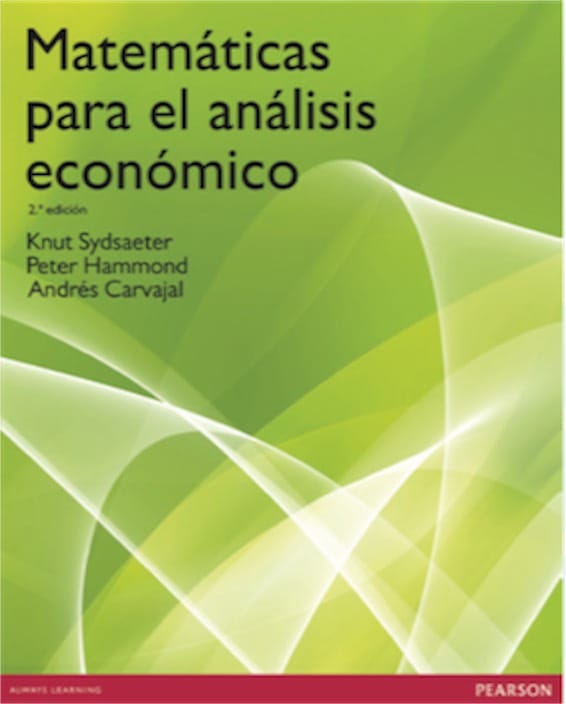 Matemáticas
para el análisis
económico
2.ª edición
Knut Sydsaeter
Peter Hammond
Andrés Carvajal
ALWAYS LEARNING
PEARSON